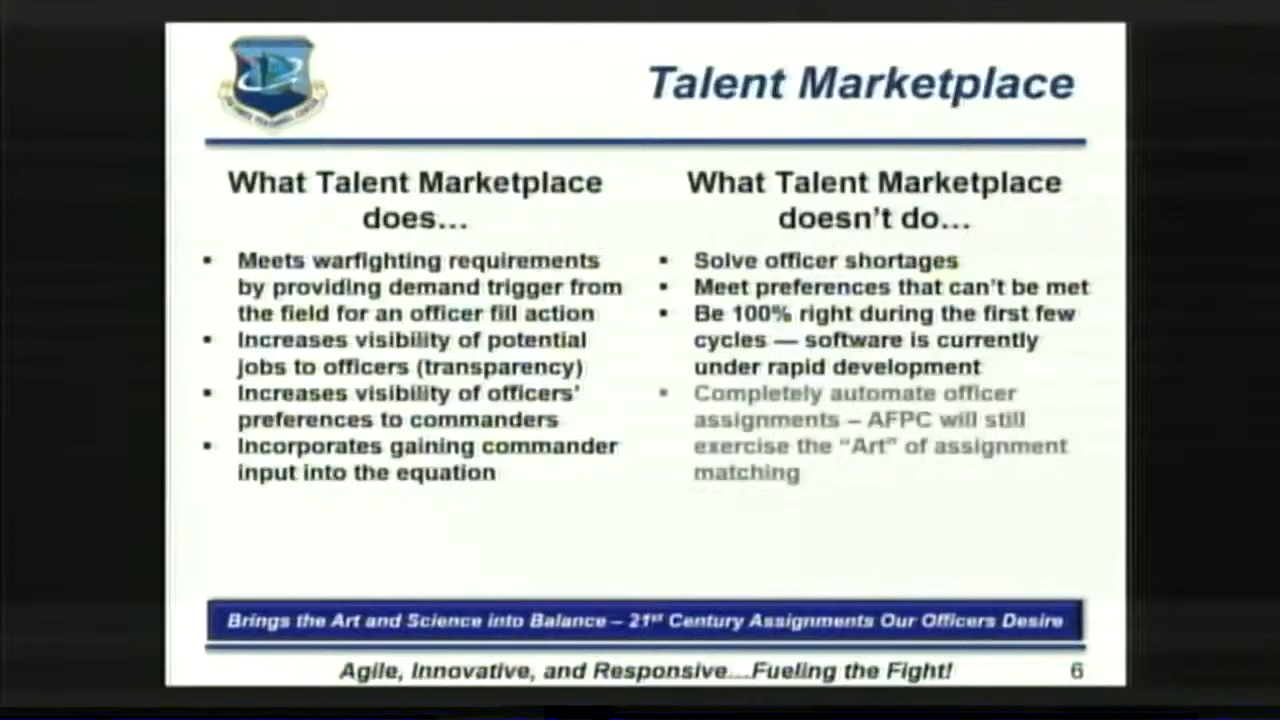 Talent Marketplace
What Talent Marketplace
does…
▪ Meets warfighting requirements
by providing demand trigger from
the field for an officer fill action
▪ Increases visibility of potential
jobs to officers (transparency)
▪ Increases visibility of officers’
preferences to commanders
▪ Incorporates gaining commander
input into the equation
What Talent Marketplace
doesn’t do…
▪ Solve officer shortages
▪ Meet preferences that can’t be met
▪ Be 100% right during the first few
cycles — software is currently
under rapid development
▪ Completely automate officer
assignments – AFPC will still
exercise the “Art” of assignment
matching
Brings the Art and Science into Balance – 21st Century Assignments Our Officers Desire
Agile, Innovative, and Responsive…Fueling the Fight!
6